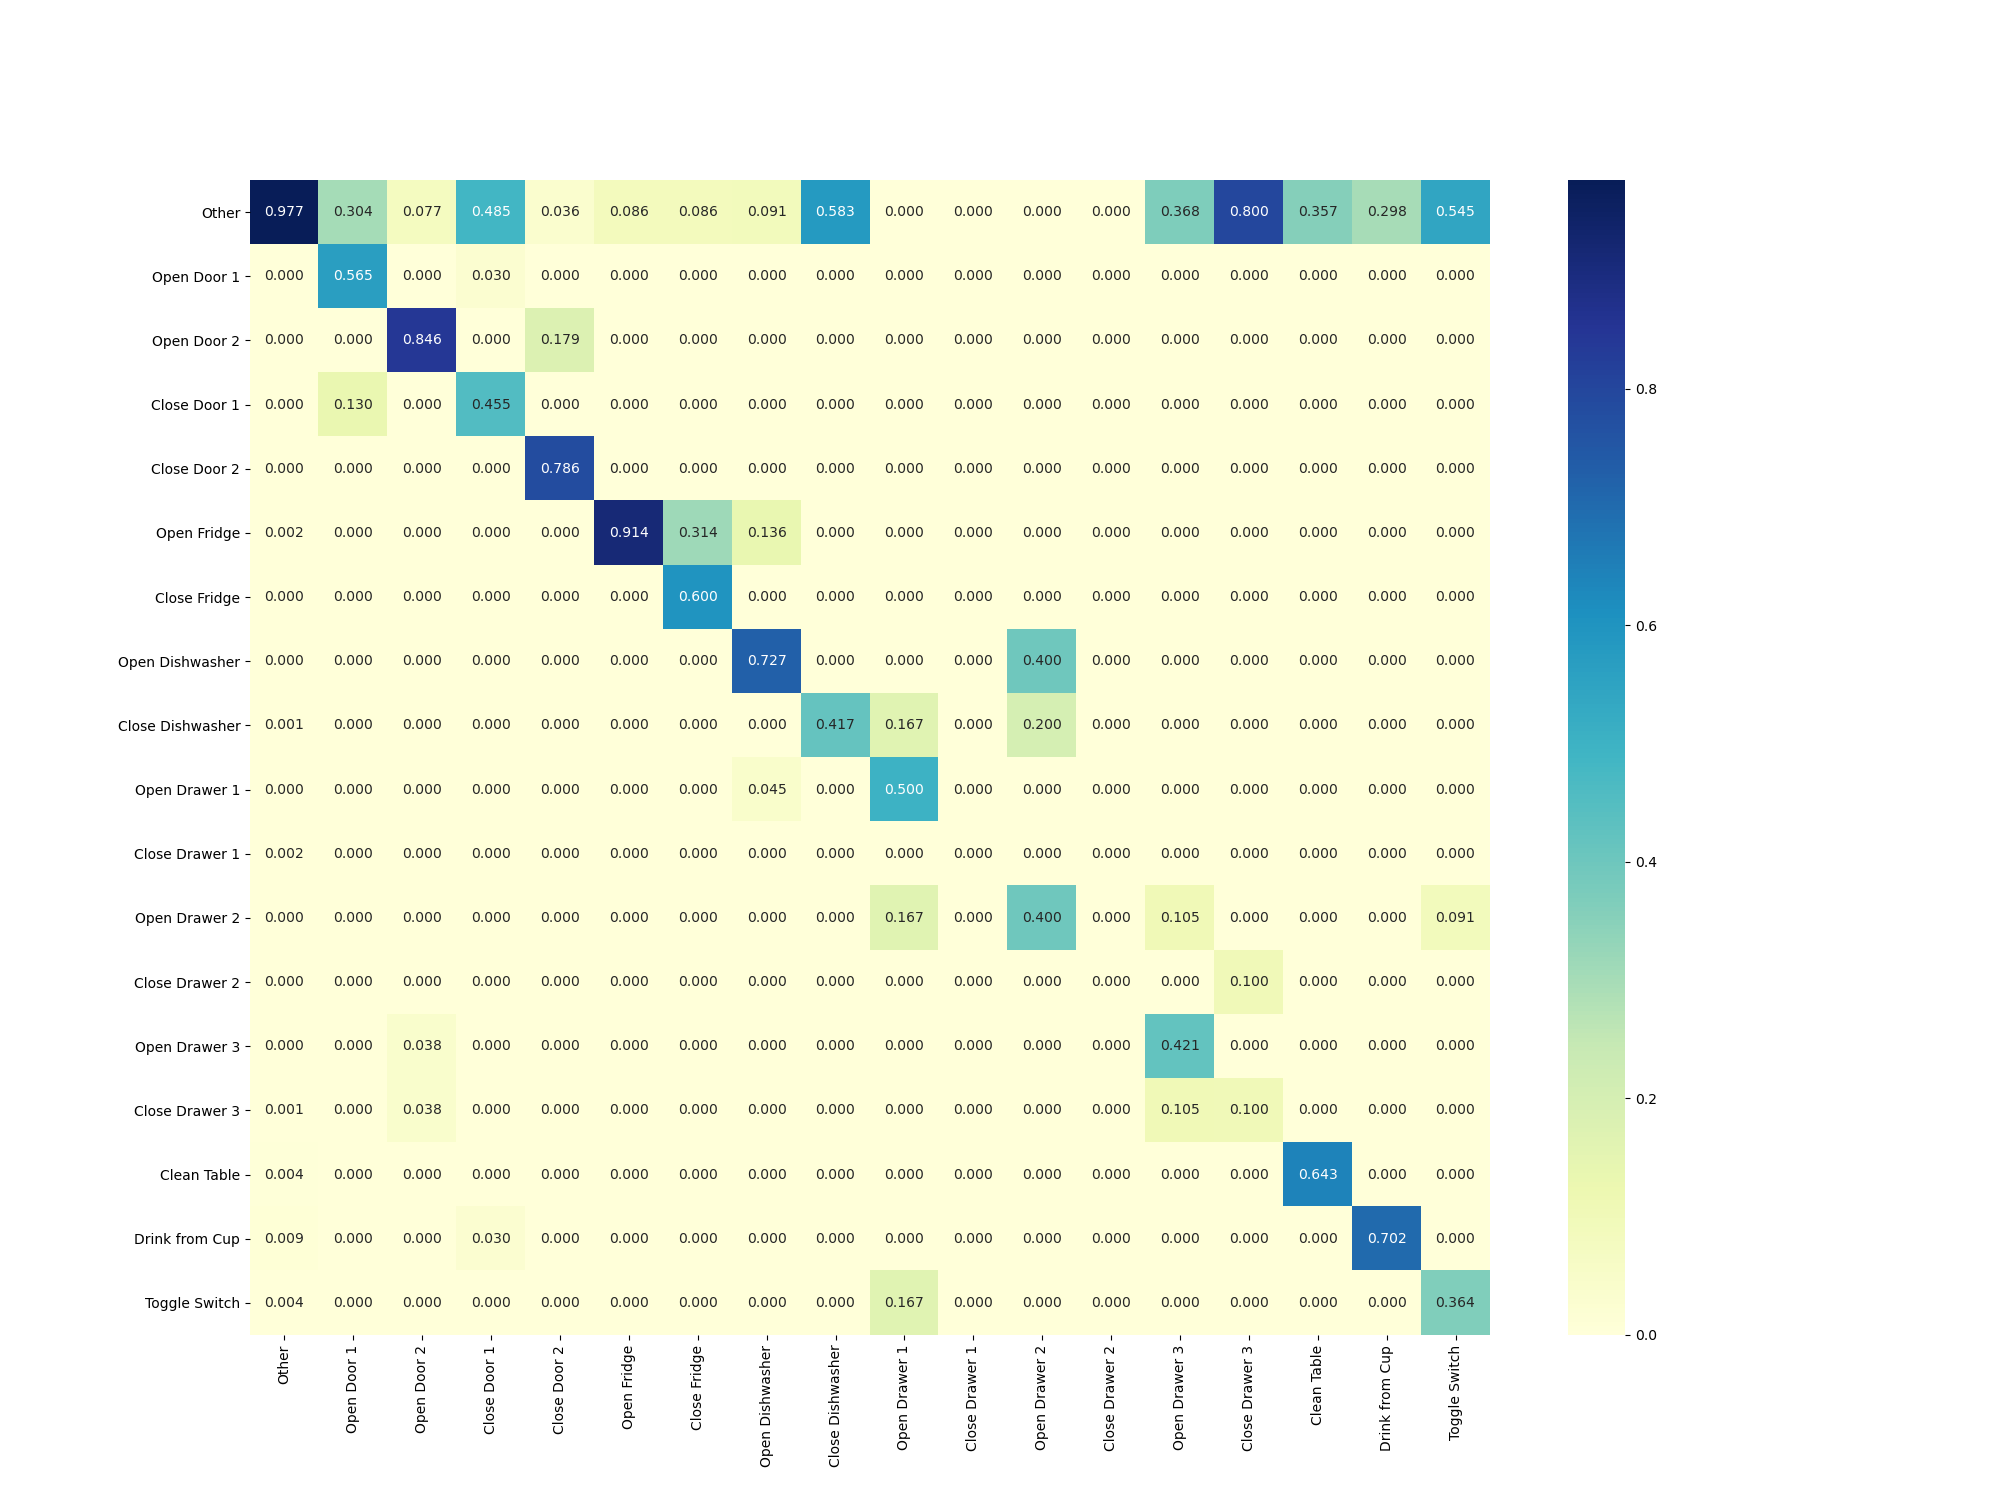 Other 0.977 0.304 0.077 0.485 0.036 0.086 0.086 0.091 0.583 0.000 0.000 0.000 0.000 0.368 0.800 0.357 0.298 0.545
Open Door 1 0.000 0.565 0.000 0.030 0.000 0.000 0.000 0.000 0.000 0.000 0.000 0.000 0.000 0.000 0.000 0.000 0.000 0.000
Open Door 2 0.000 0.000 0.846 0.000 0.179 0.000 0.000 0.000 0.000 0.000 0.000 0.000 0.000 0.000 0.000 0.000 0.000 0.000
Close Door 1 0.000 0.130 0.000 0.455 0.000 0.000 0.000 0.000 0.000 0.000 0.000 0.000 0.000 0.000 0.000 0.000 0.000 0.000
0.8
Close Door 2 0.000 0.000 0.000 0.000 0.786 0.000 0.000 0.000 0.000 0.000 0.000 0.000 0.000 0.000 0.000 0.000 0.000 0.000
Open Fridge 0.002 0.000 0.000 0.000 0.000 0.914 0.314 0.136 0.000 0.000 0.000 0.000 0.000 0.000 0.000 0.000 0.000 0.000
Close Fridge 0.000 0.000 0.000 0.000 0.000 0.000 0.600 0.000 0.000 0.000 0.000 0.000 0.000 0.000 0.000 0.000 0.000 0.000
0.6
Open Dishwasher 0.000 0.000 0.000 0.000 0.000 0.000 0.000 0.727 0.000 0.000 0.000 0.400 0.000 0.000 0.000 0.000 0.000 0.000
Close Dishwasher 0.001 0.000 0.000 0.000 0.000 0.000 0.000 0.000 0.417 0.167 0.000 0.200 0.000 0.000 0.000 0.000 0.000 0.000
Open Drawer 1 0.000 0.000 0.000 0.000 0.000 0.000 0.000 0.045 0.000 0.500 0.000 0.000 0.000 0.000 0.000 0.000 0.000 0.000
Close Drawer 1 0.002 0.000 0.000 0.000 0.000 0.000 0.000 0.000 0.000 0.000 0.000 0.000 0.000 0.000 0.000 0.000 0.000 0.000
0.4
Open Drawer 2 0.000 0.000 0.000 0.000 0.000 0.000 0.000 0.000 0.000 0.167 0.000 0.400 0.000 0.105 0.000 0.000 0.000 0.091
Close Drawer 2 0.000 0.000 0.000 0.000 0.000 0.000 0.000 0.000 0.000 0.000 0.000 0.000 0.000 0.000 0.100 0.000 0.000 0.000
Open Drawer 3 0.000 0.000 0.038 0.000 0.000 0.000 0.000 0.000 0.000 0.000 0.000 0.000 0.000 0.421 0.000 0.000 0.000 0.000
Close Drawer 3 0.001 0.000 0.038 0.000 0.000 0.000 0.000 0.000 0.000 0.000 0.000 0.000 0.000 0.105 0.100 0.000 0.000 0.000
0.2
Clean Table 0.004 0.000 0.000 0.000 0.000 0.000 0.000 0.000 0.000 0.000 0.000 0.000 0.000 0.000 0.000 0.643 0.000 0.000
Drink from Cup 0.009 0.000 0.000 0.030 0.000 0.000 0.000 0.000 0.000 0.000 0.000 0.000 0.000 0.000 0.000 0.000 0.702 0.000
Toggle Switch 0.004 0.000 0.000 0.000 0.000 0.000 0.000 0.000 0.000 0.167 0.000 0.000 0.000 0.000 0.000 0.000 0.000 0.364
0.0
Other
Open Door 1
Open Door 2
Close Door 1
Close Door 2
Open Fridge
Close Fridge
Open Dishwasher
Close Dishwasher
Open Drawer 1
Close Drawer 1
Open Drawer 2
Close Drawer 2
Open Drawer 3
Close Drawer 3
Clean Table
Drink from Cup
Toggle Switch